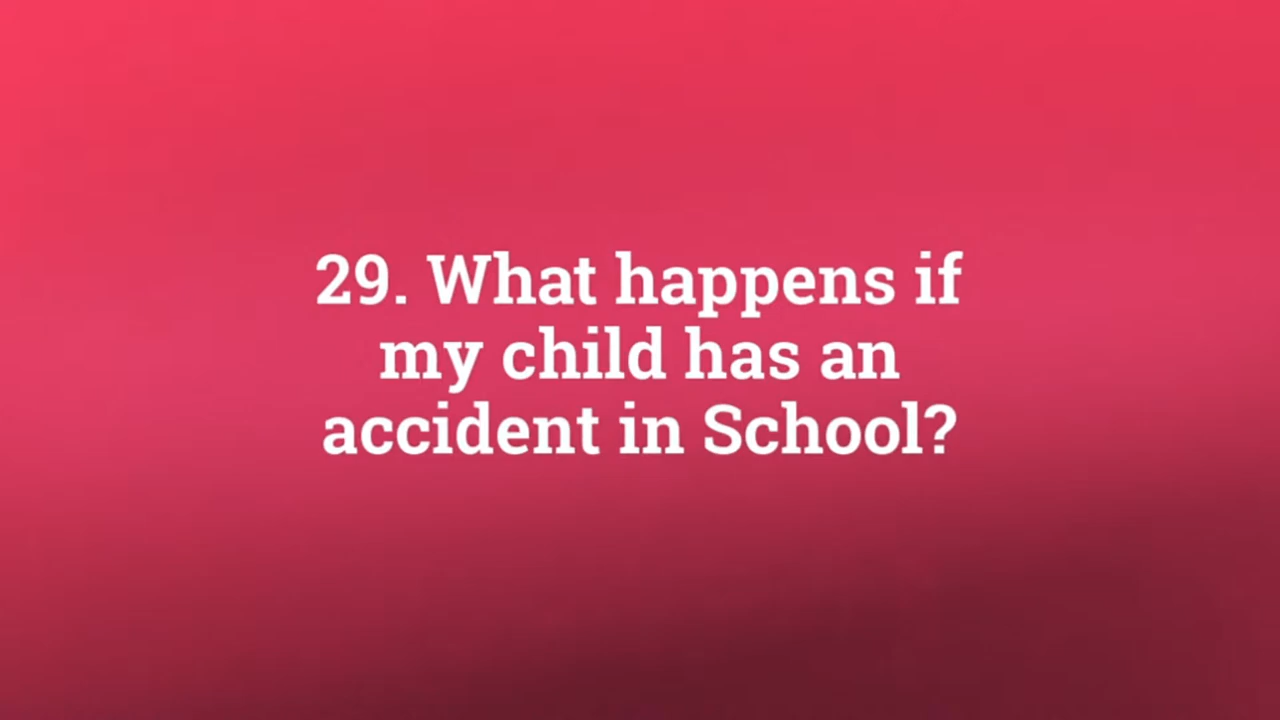 29. What happens if
my child has an
accident in School?